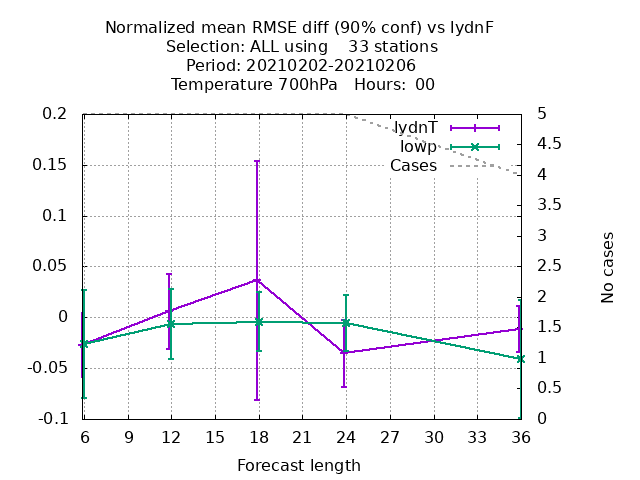 Normalized mean RMSE diff (90% conf) vs lydnF
Selection: ALL using    33 stations
Period: 20210202-20210206
Temperature 700hPa   Hours:  00
0.2
0.15
0.1
0.05
0
-0.05
-0.1
lydnT
lowp
Cases
5
4.5
4
3.5
3
2.5
2
1.5
1
0.5
0
No cases
6 9 12 15 18 21 24 27 30 33 36
Forecast length